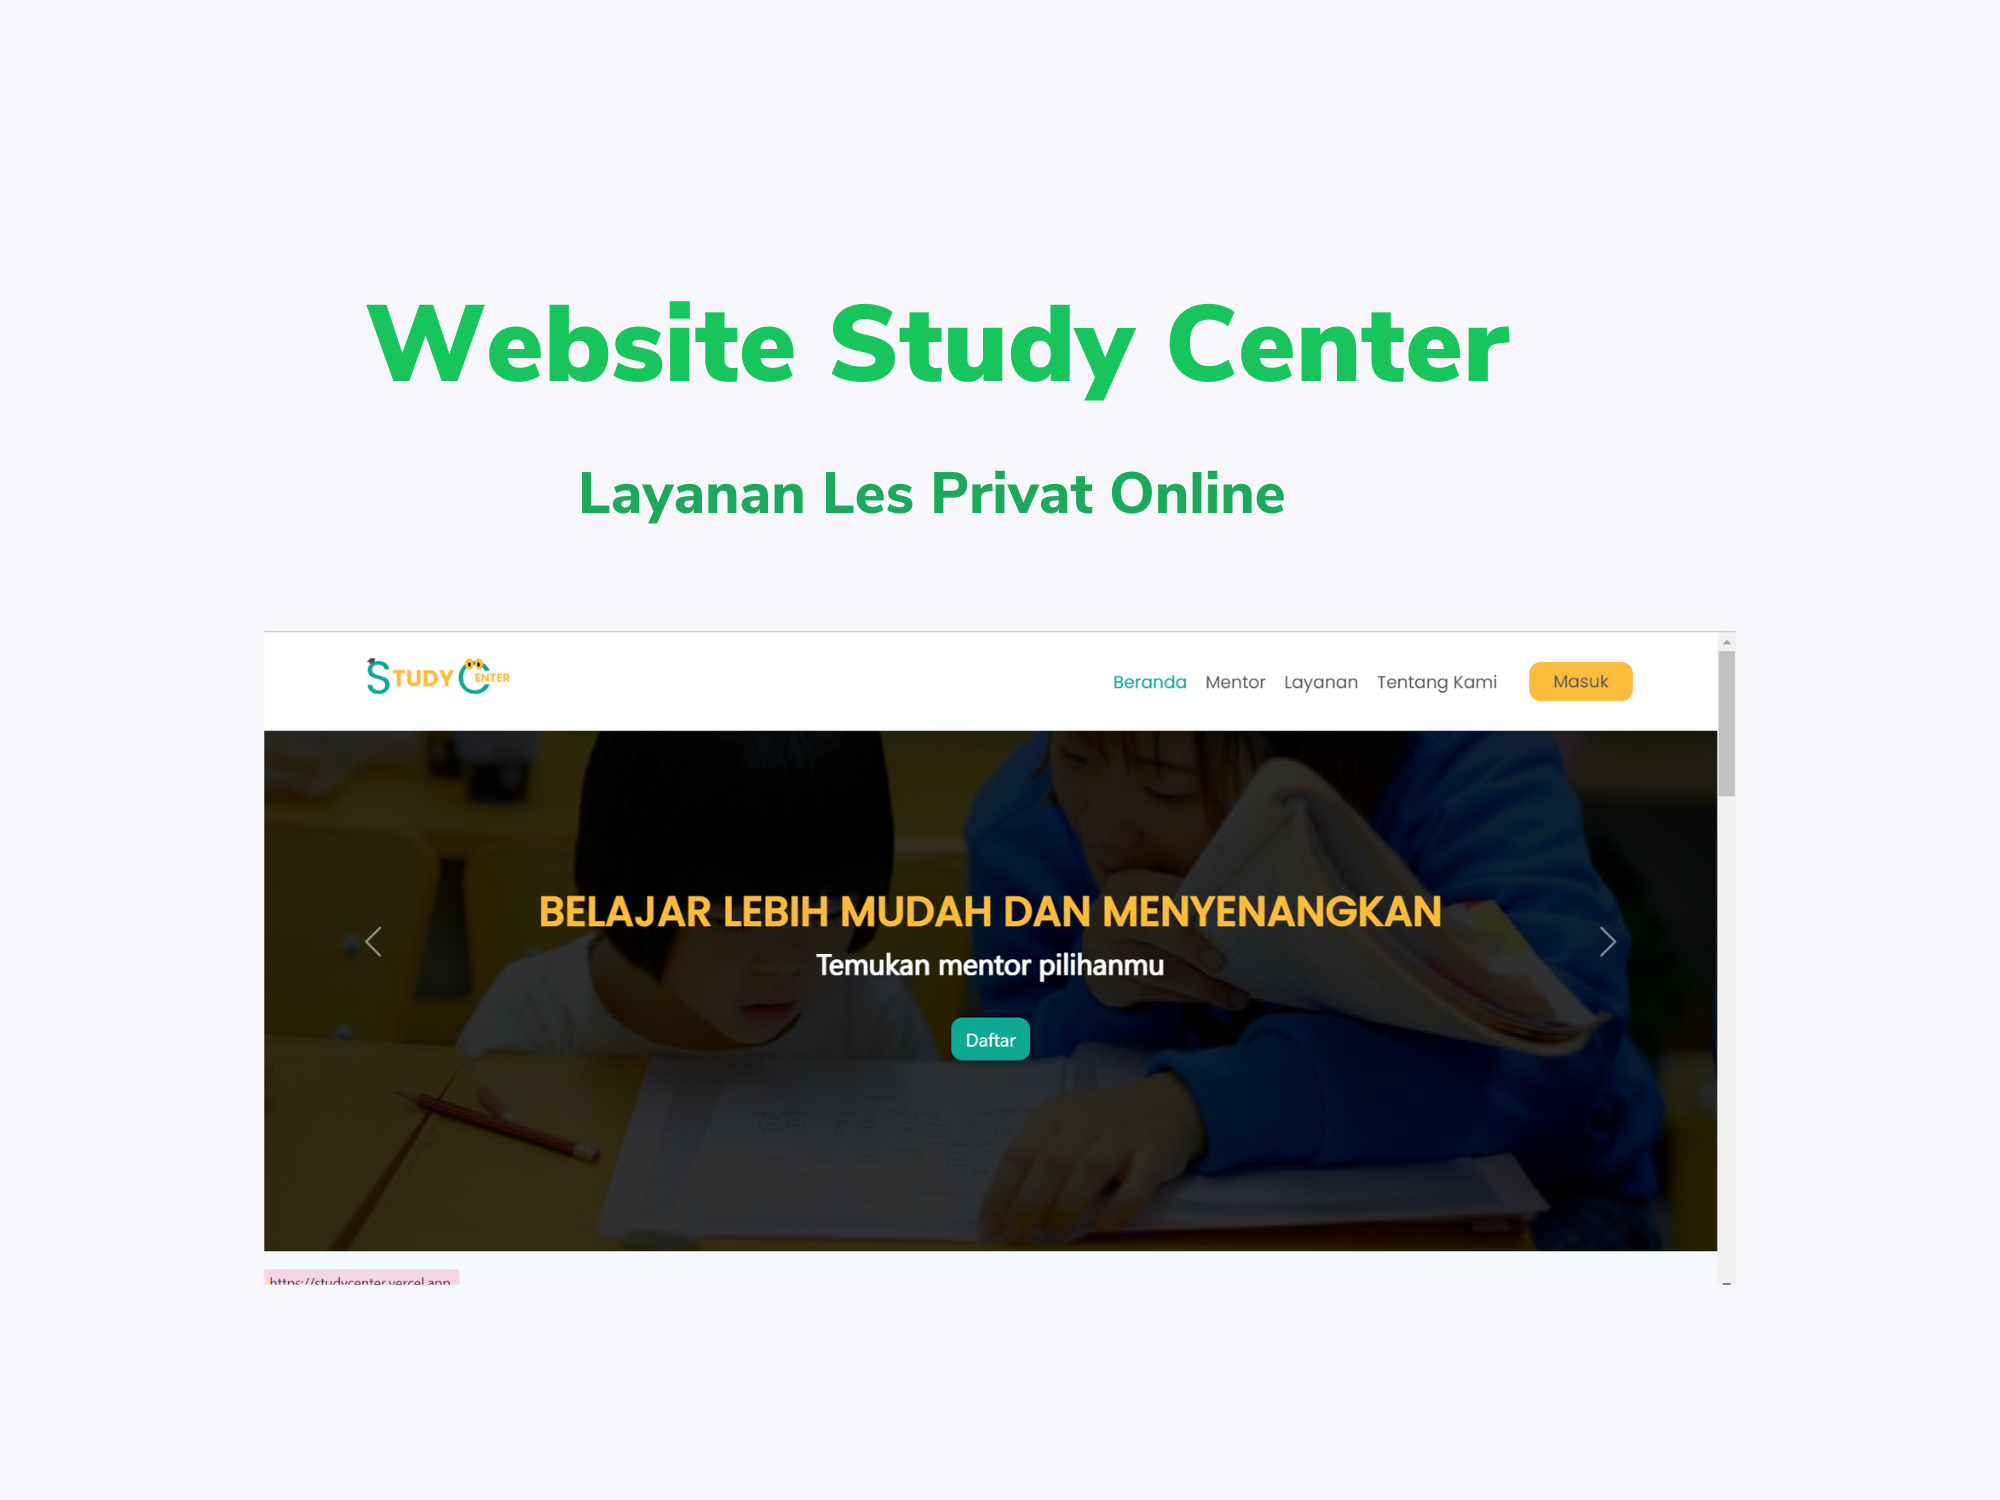 Website Study Center
Layanan Les Privat Online
STUDY CENTER
Beranda Mentor Layanan Tentang Kami Masuk
BELAJAR LEBIH MUDAH DAN MENYENANGKAN
Temukan mentor pilihanmu
Daftar
https://studycenter.vercel.app